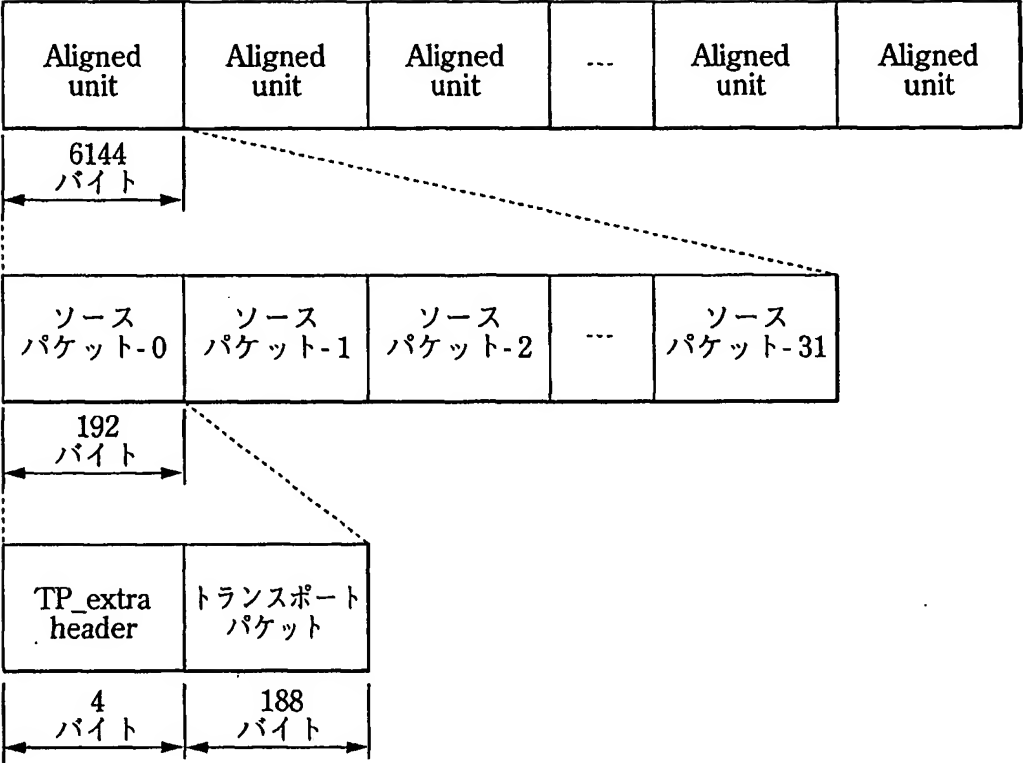 Aligned
unit
Aligned
unit
Aligned
unit
---
Aligned
unit
Aligned
unit
6144
バイト
ソース
パケット-0
ソース
パケット-1
ソース
パケット-2
---
ソース
パケット-31
192
バイト
TP_extra
header
トランスポート
パケット
4
バイト
188
バイト